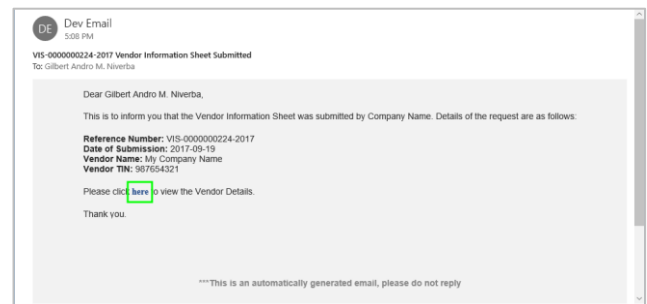 DE
Dev Email
5:08 PM
VIS-0000000224-2017 Vendor Information Sheet Submitted
To: Gilbert Andro M. Niverba
Dear Gilbert Andro M. Niverba,
This is to inform you that the Vendor Information Sheet was submitted by Company Name. Details of the request are as follows:
Reference Number: VIS-0000000224-2017
Date of Submission: 2017-09-19
Vendor Name: My Company Name
Vendor TIN: 987654321
Please click here to view the Vendor Details.
Thank you.
***This is an automatically generated email, please do not reply